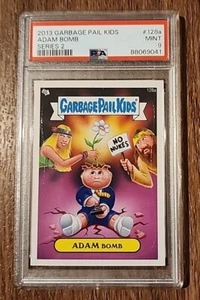 2013 GARBAGE PAIL KIDS #128a
ADAM BOMB MINT
SERIES 2 9
PSA 88069041
128a
GARBAGE PAIL KIDS
NO NUKES
ADAM BOMB